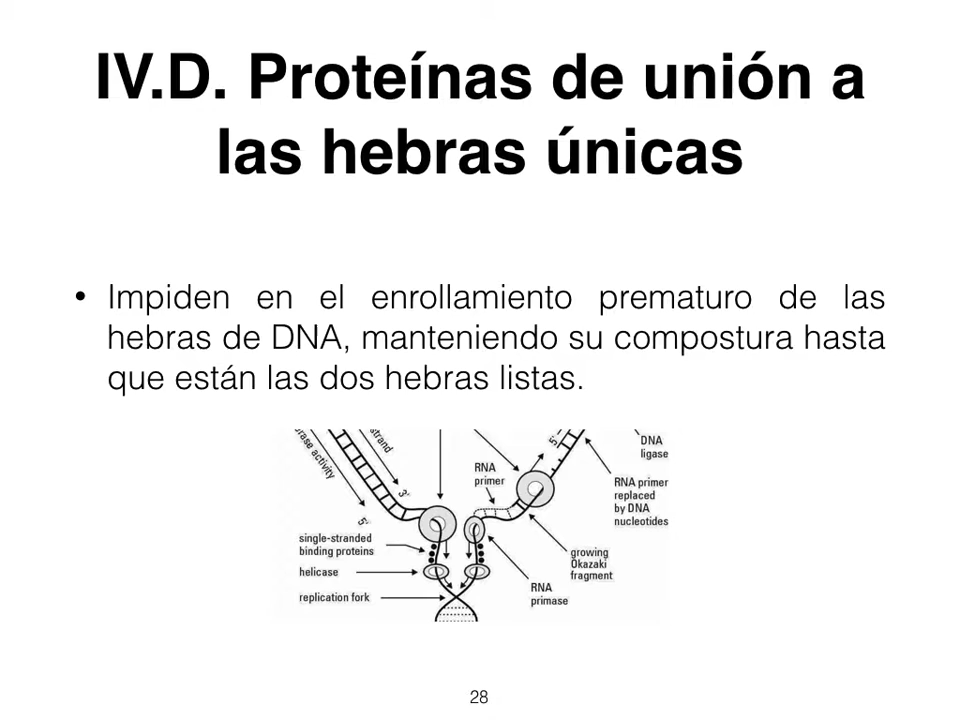 IV.D. Proteínas de unión a
las hebras únicas
• Impiden en el enrollamiento prematuro de las
hebras de DNA, manteniendo su compostura hasta
que están las dos hebras listas.
activity
strand
3'
5'
5'
DNA
ligase
RNA
primer
RNA primer
replaced
by DNA
nucleotides
single-stranded
binding proteins
helicase
replication fork
growing
Okazaki
fragment
RNA
primase
28